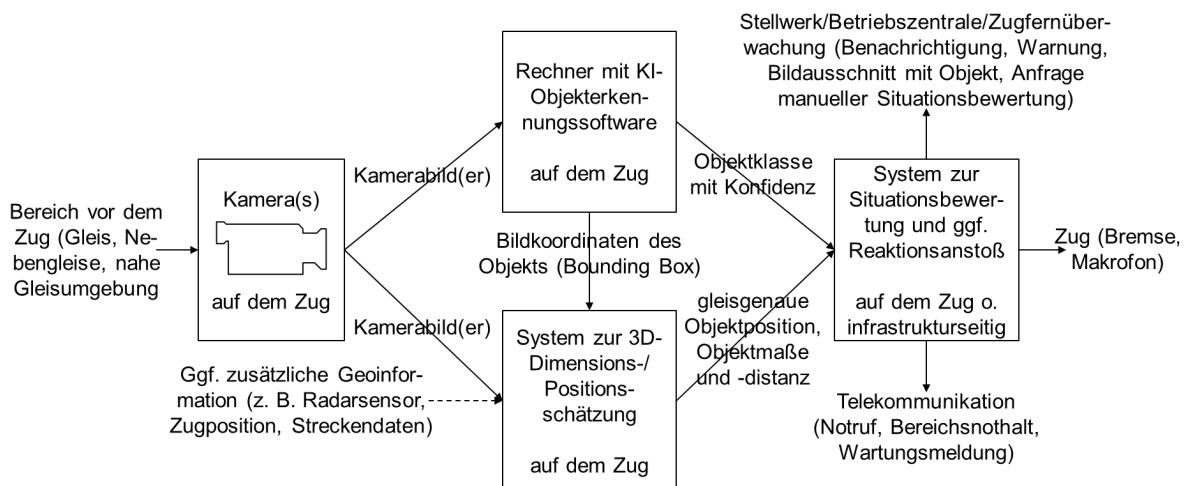 Bereich vor dem
Zug (Gleis, Ne-
bengleise, nahe
Gleisumgebung
Kamera(s)
auf dem Zug
Kamerabild(er)
Kamerabild(er)
Ggf. zusätzliche Geoinfor-
mation (z. B. Radarsensor,
Zugposition, Streckendaten)
Rechner mit KI-
Objekterken-
nungssoftware
auf dem Zug
Bildkoordinaten des
Objekts (Bounding Box)
System zur 3D-
Dimensions-/
Positions-
schätzung
auf dem Zug
Objektklasse
mit Konfidenz
gleisgenaue
Objektposition,
Objektmaße
und -distanz
Stellwerk/Betriebszentrale/Zugfernüber-
wachung (Benachrichtigung, Warnung,
Bildausschnitt mit Objekt, Anfrage
manueller Situationsbewertung)
System zur
Situationsbewer-
tung und ggf.
Reaktionsanstoß
auf dem Zug o.
infrastrukturseitig
Zug (Bremse,
Makrofon)
Telekommunikation
(Notruf, Bereichsnothalt,
Wartungsmeldung)